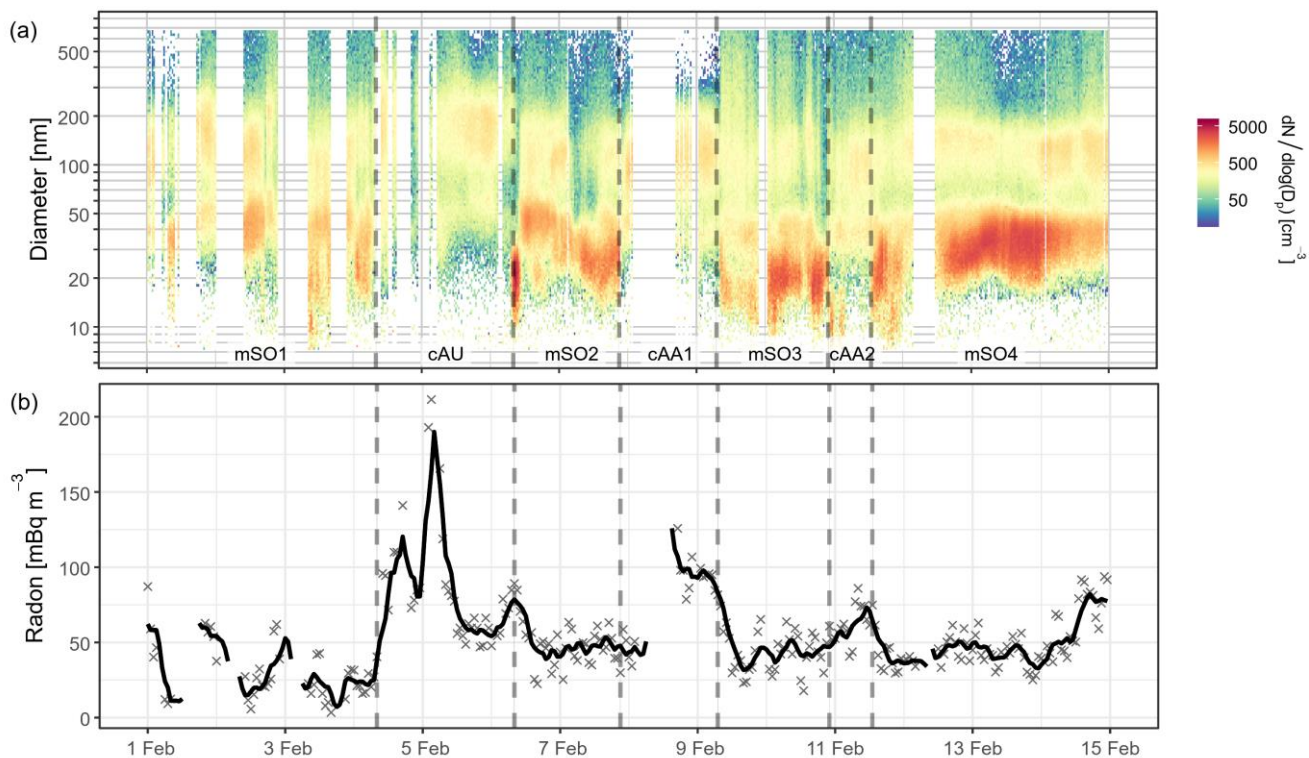 (a)
500
200
100
50
20
10
Diameter [nm]
mSO1 cAU mSO2 cAA1 mSO3 cAA2 mSO4
5000
500
50
dN / dlog(Dₚ) [cm⁻³]
(b)
200
150
100
50
0
Radon [mBq m⁻³]
1 Feb 3 Feb 5 Feb 7 Feb 9 Feb 11 Feb 13 Feb 15 Feb